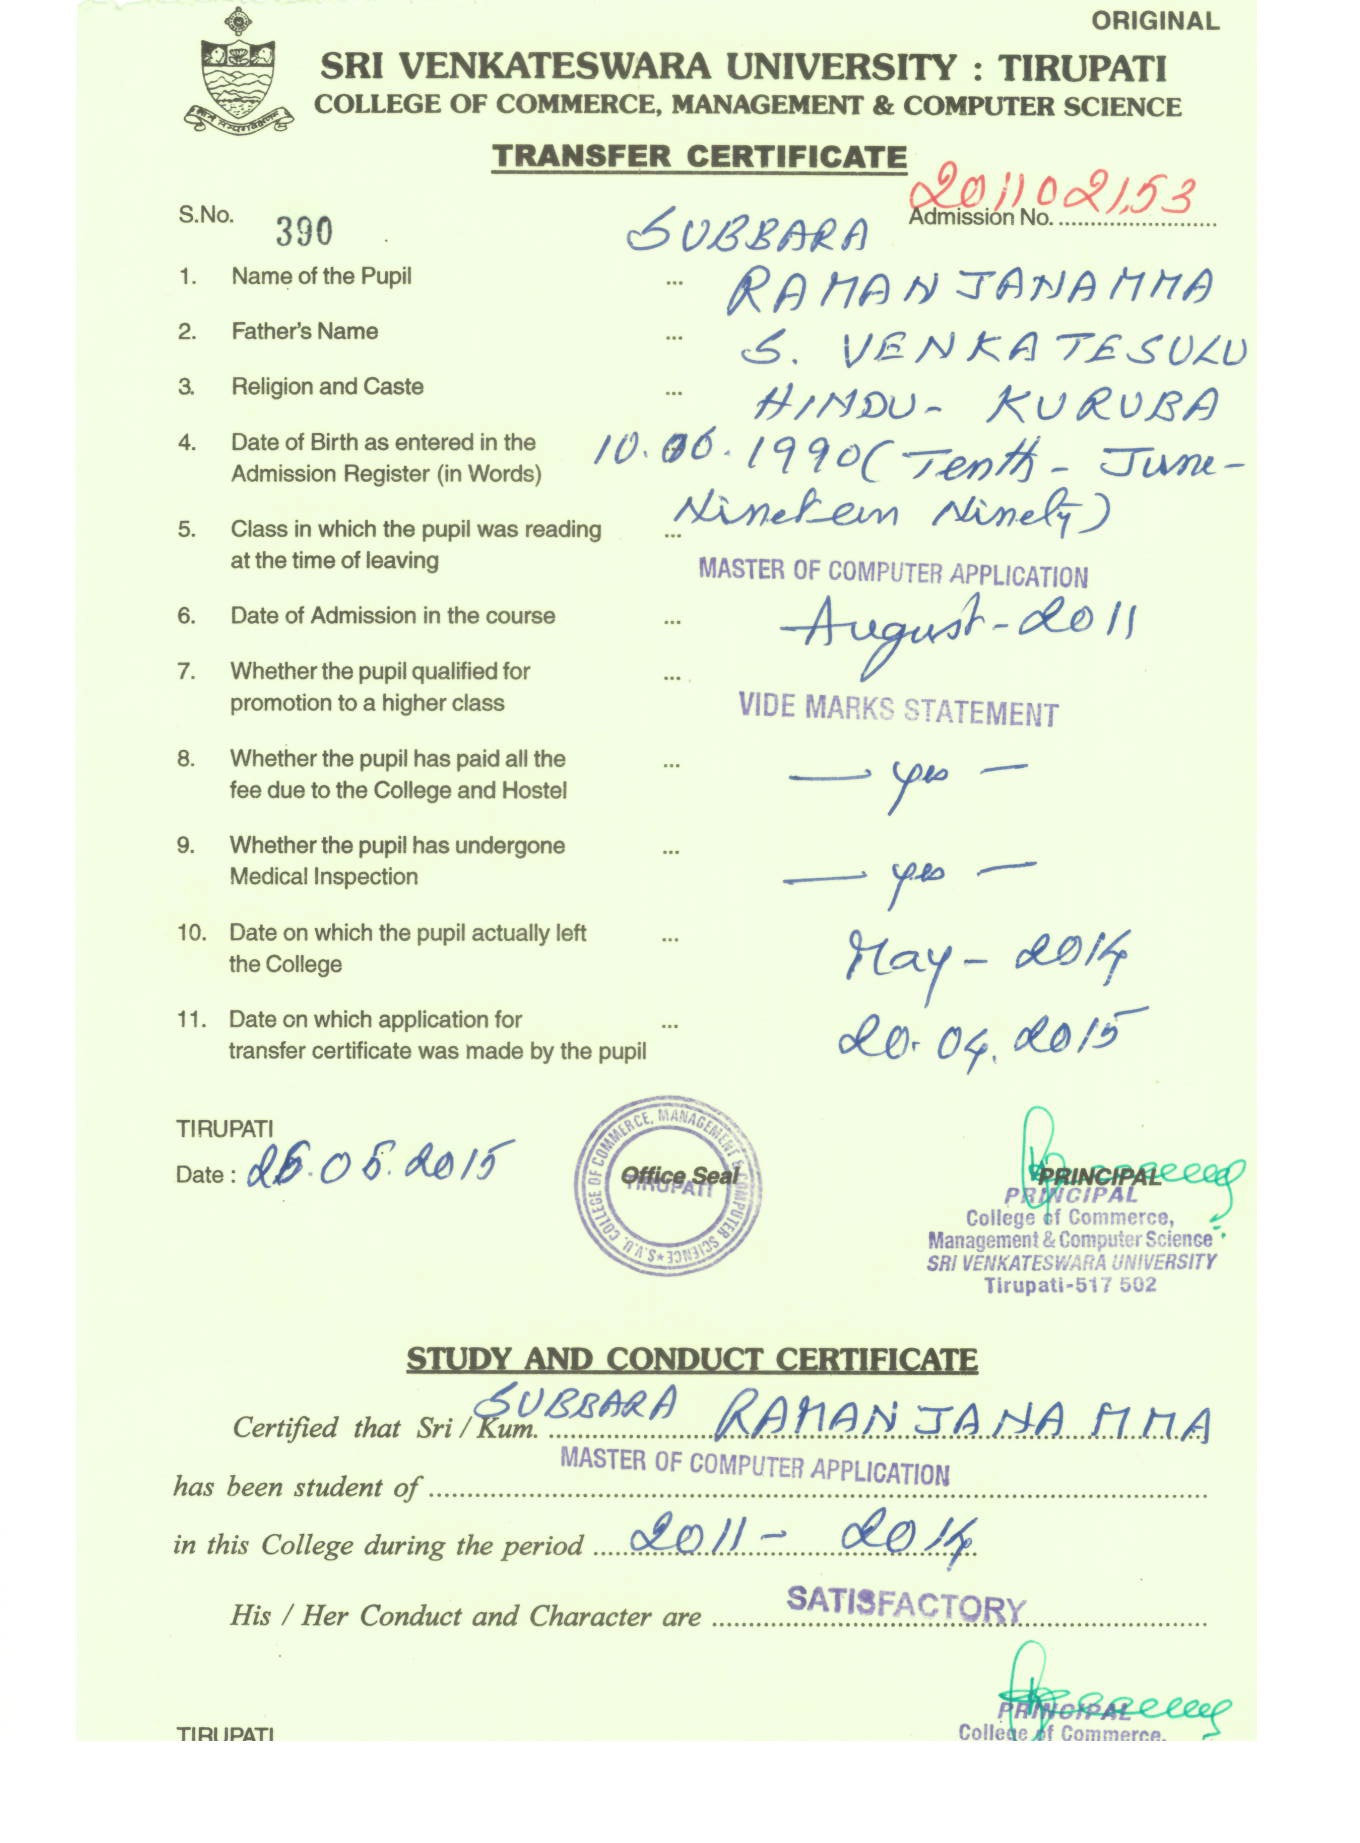 ORIGINAL
SRI VENKATESWARA UNIVERSITY : TIRUPATI
COLLEGE OF COMMERCE, MANAGEMENT & COMPUTER SCIENCE
TRANSFER CERTIFICATE
S.No. 390 Admission No. 2011102153
SUBBARA
1. Name of the Pupil ... RAMANJANAMMA
2. Father's Name ... S. VENKATESULU
3. Religion and Caste ... HINDU - KURUBA
4. Date of Birth as entered in the 10.06.1990 (Tenth - June -
Admission Register (in Words) Nineteen Ninety)
5. Class in which the pupil was reading ...
at the time of leaving MASTER OF COMPUTER APPLICATION
6. Date of Admission in the course ... August - 2011
7. Whether the pupil qualified for ...
promotion to a higher class VIDE MARKS STATEMENT
8. Whether the pupil has paid all the ... — yes —
fee due to the College and Hostel
9. Whether the pupil has undergone ...
Medical Inspection — yes —
10. Date on which the pupil actually left ... May - 2014
the College
11. Date on which application for ... 20.04.2015
transfer certificate was made by the pupil
TIRUPATI
Date : .05.2015 Office Seal PRINCIPAL
S.V.U. COLLEGE OF COMMERCE, MANAGEMENT & COMPUTER SCIENCE * TIRUPATI
PRINCIPAL
College of Commerce,
Management & Computer Science
SRI VENKATESWARA UNIVERSITY
Tirupati-517 502
STUDY AND CONDUCT CERTIFICATE
Certified that Sri / Kum. SUBBARA RAMANJANAMMA
has been student of MASTER OF COMPUTER APPLICATION
in this College during the period 2011 - 2014
His / Her Conduct and Character are SATISFACTORY
PRINCIPAL
TIRUPATI College of Commerce,